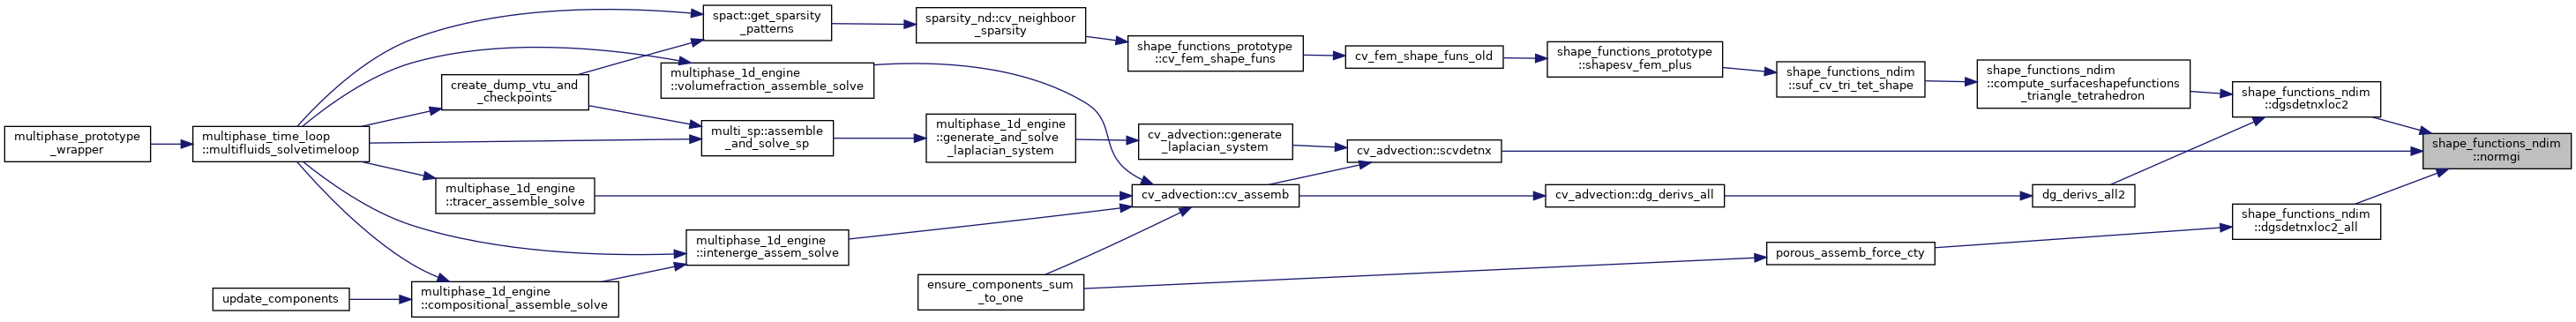 multiphase_prototype
_wrapper
multiphase_time_loop
::multifluids_solvetimeloop
update_components
create_dump_vtu_and
_checkpoints
multiphase_1d_engine
::tracer_assemble_solve
multiphase_1d_engine
::compositional_assemble_solve
spact::get_sparsity
_patterns
multiphase_1d_engine
::volumefraction_assemble_solve
multi_sp::assemble
_and_solve_sp
multiphase_1d_engine
::intenerge_assem_solve
sparsity_nd::cv_neighboor
_sparsity
multiphase_1d_engine
::generate_and_solve
_laplacian_system
ensure_components_sum
_to_one
shape_functions_prototype
::cv_fem_shape_funs
cv_advection::generate
_laplacian_system
cv_advection::cv_assemb
cv_fem_shape_funs_old
cv_advection::scvdetnx
shape_functions_prototype
::shapesv_fem_plus
cv_advection::dg_derivs_all
shape_functions_ndim
::suf_cv_tri_tet_shape
porous_assemb_force_cty
shape_functions_ndim
::compute_surfaceshapefunctions
_triangle_tetrahedron
dg_derivs_all2
shape_functions_ndim
::dgsdetnxloc2
shape_functions_ndim
::dgsdetnxloc2_all
shape_functions_ndim
::normgi